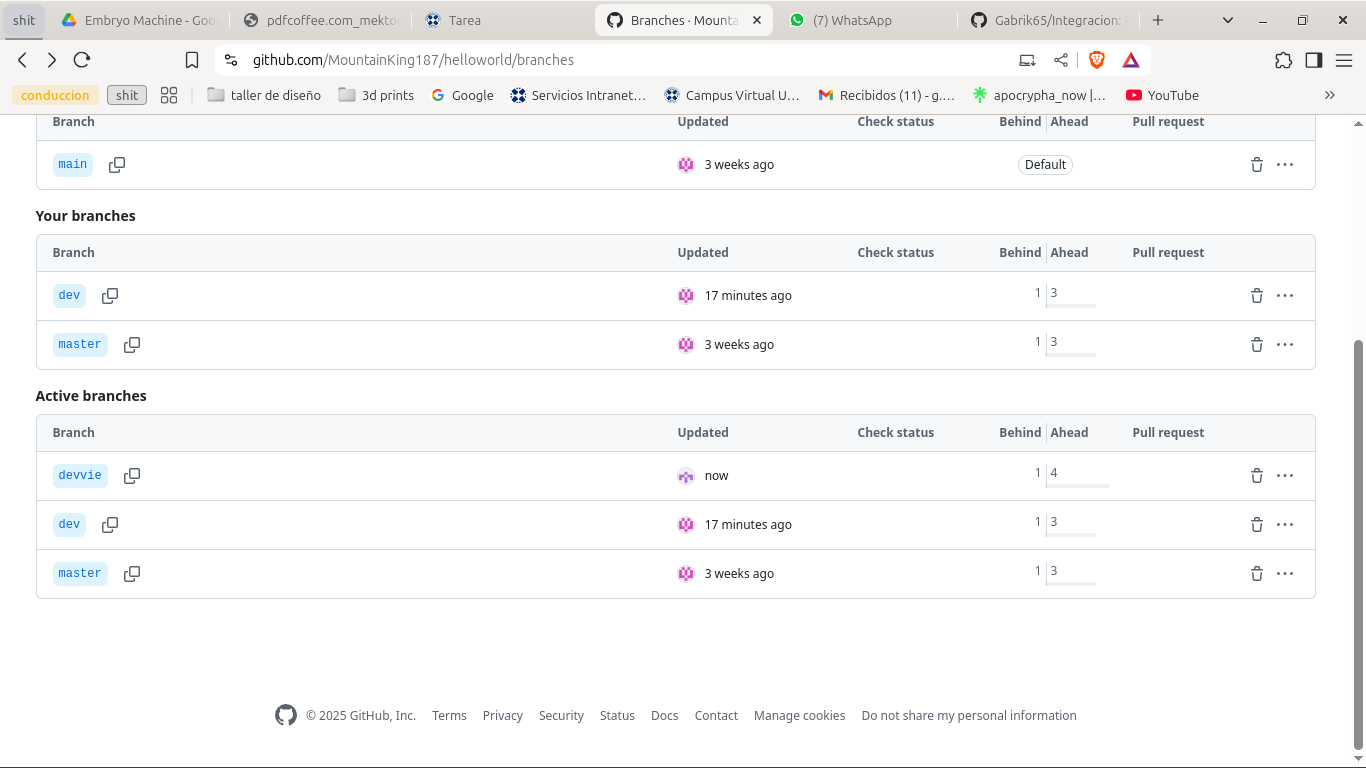 shit Embryo Machine - Goo pdfcoffee.com_mekto Tarea Branches · Mounta (7) WhatsApp Gabrik65/Integracion:
github.com/MountainKing187/helloworld/branches
conduccion shit taller de diseño 3d prints Google Servicios Intranet... Campus Virtual U... Recibidos (11) - g.... apocrypha_now |... YouTube
Branch Updated Check status Behind Ahead Pull request
main 3 weeks ago Default
Your branches
Branch Updated Check status Behind Ahead Pull request
dev 17 minutes ago 1 3
master 3 weeks ago 1 3
Active branches
Branch Updated Check status Behind Ahead Pull request
devvie now 1 4
dev 17 minutes ago 1 3
master 3 weeks ago 1 3
© 2025 GitHub, Inc. Terms Privacy Security Status Docs Contact Manage cookies Do not share my personal information